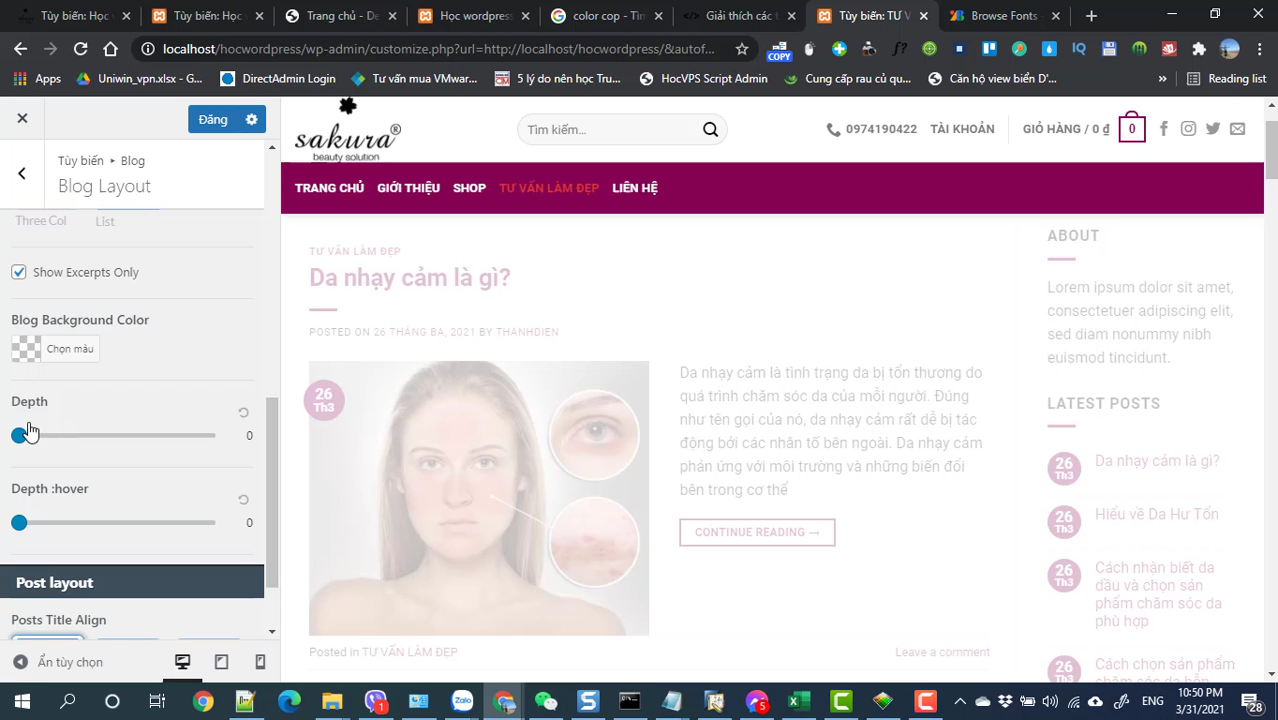 Tùy biến: Học
Tùy biến: Học
Trang chủ - De
Học wordpress
color cop - Tìm
Giải thích các t
Tùy biến: TƯ V
Browse Fonts -
localhost/hocwordpress/wp-admin/customize.php?url=http://localhost/hocwordpress/&autof...
COPY
Apps
Uniwin_vpn.xlsx - G...
DirectAdmin Login
Tư vấn mua VMwar...
5 lý do nên học Tru...
HocVPS Script Admin
Cung cấp rau củ qu...
Căn hộ view biển D'...
»
Reading list
Đăng
Tùy biến ▸ Blog
Blog Layout
Three Col
List
Show Excerpts Only
Blog Background Color
Chọn màu
Depth
0
Depth :hover
0
Post layout
Posts Title Align
Ẩn tùy chọn
sakura®
beauty solution
Tìm kiếm...
0974190422
TÀI KHOẢN
GIỎ HÀNG / 0 ₫
0
TRANG CHỦ
GIỚI THIỆU
SHOP
TƯ VẤN LÀM ĐẸP
LIÊN HỆ
TƯ VẤN LÀM ĐẸP
Da nhạy cảm là gì?
POSTED ON 26 THÁNG BA, 2021 BY THANHDIEN
26
Th3
Da nhạy cảm là tình trạng da bị tổn thương do
quá trình chăm sóc da của mỗi người. Đúng
như tên gọi của nó, da nhạy cảm rất dễ bị tác
động bởi các nhân tố bên ngoài. Da nhạy cảm
phản ứng với môi trường và những biến đổi
bên trong cơ thể
CONTINUE READING →
Posted in TƯ VẤN LÀM ĐẸP
Leave a comment
ABOUT
Lorem ipsum dolor sit amet,
consectetuer adipiscing elit,
sed diam nonummy nibh
euismod tincidunt.
LATEST POSTS
26
Th3
Da nhạy cảm là gì?
26
Th3
Hiểu về Da Hư Tổn
26
Th3
Cách nhận biết da
dầu và chọn sản
phẩm chăm sóc da
phù hợp
26
Cách chọn sản phẩm
ENG
10:50 PM
3/31/2021
28